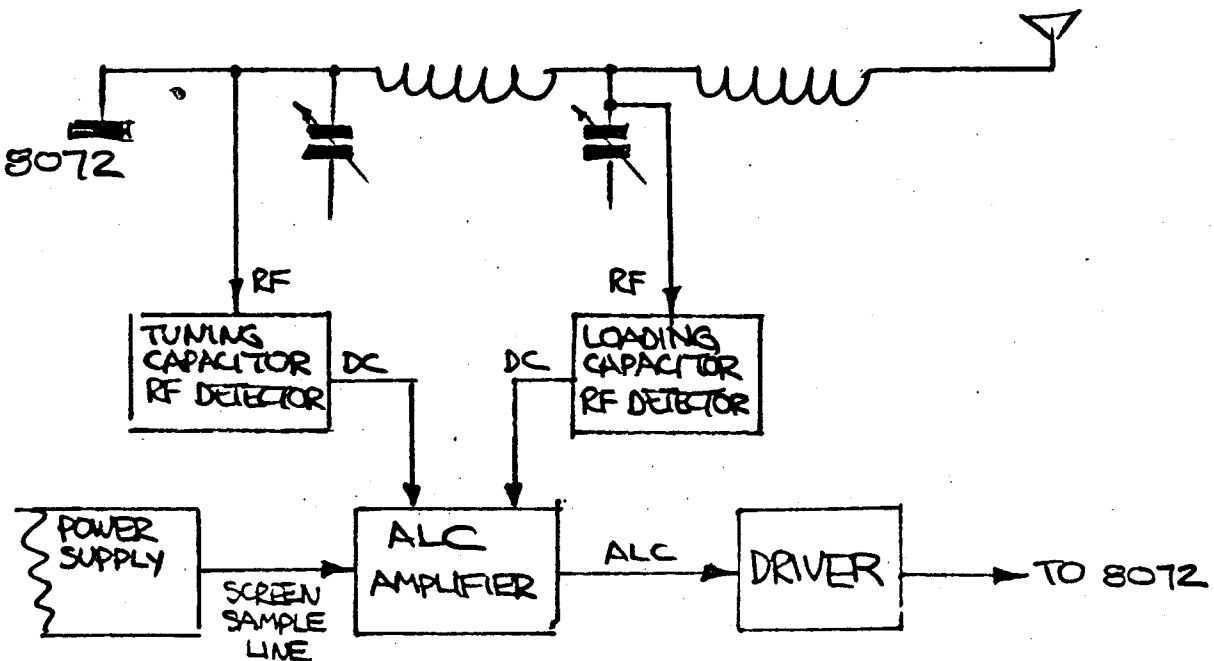 8072
RF
RF
TUNING
CAPACITOR
RF DETECTOR
DC
DC
LOADING
CAPACITOR
RF DETECTOR
POWER
SUPPLY
SCREEN
SAMPLE
LINE
ALC
AMPLIFIER
ALC
DRIVER
TO 8072